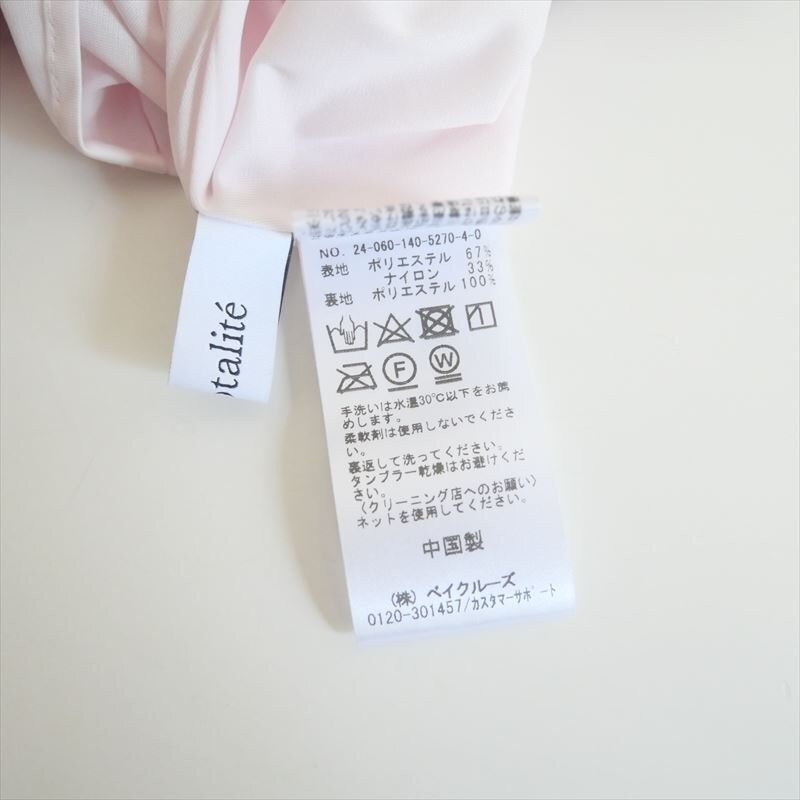 otalité
NO. 24-060-140-5270-4-0
表地 ポリエステル 67%
ナイロン 33%
裏地 ポリエステル 100%
F
W
手洗いは水温30℃以下をお薦
めします。
柔軟剤は使用しないでくださ
い。
裏返して洗ってください。
タンブラー乾燥はお避けくだ
さい。
〈クリーニング店へのお願い〉
ネットを使用してください。
中国製
(株) ベイクルーズ
0120-301457/カスタマーサポート